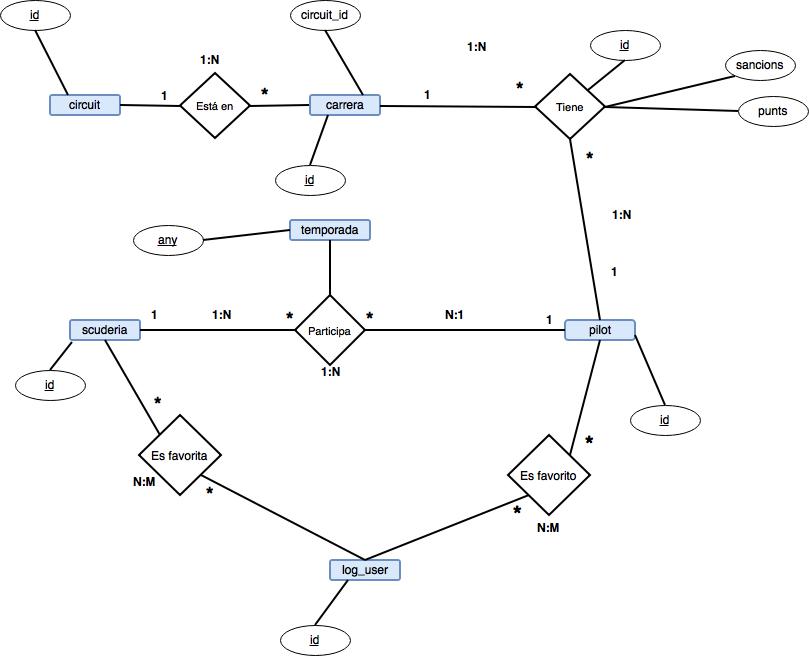 id
circuit_id
1:N
id
1:N
sancions
circuit
1
Está en
*
carrera
1
*
Tiene
punts
*
id
1:N
any
temporada
1
scuderia
1
1:N
*
Participa
*
N:1
1
pilot
1:N
id
id
*
Es favorita
*
N:M
*
Es favorito
*
N:M
log_user
id